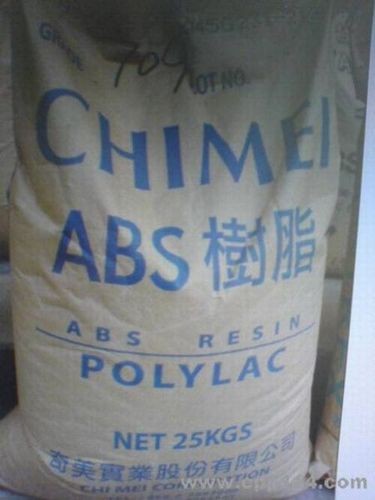 GRADE
LOT NO.
CHIMEI
ABS 樹脂
ABS RESIN
POLYLAC
NET 25KGS
奇美實業股份有限公司
CHI MEI CORPORATION